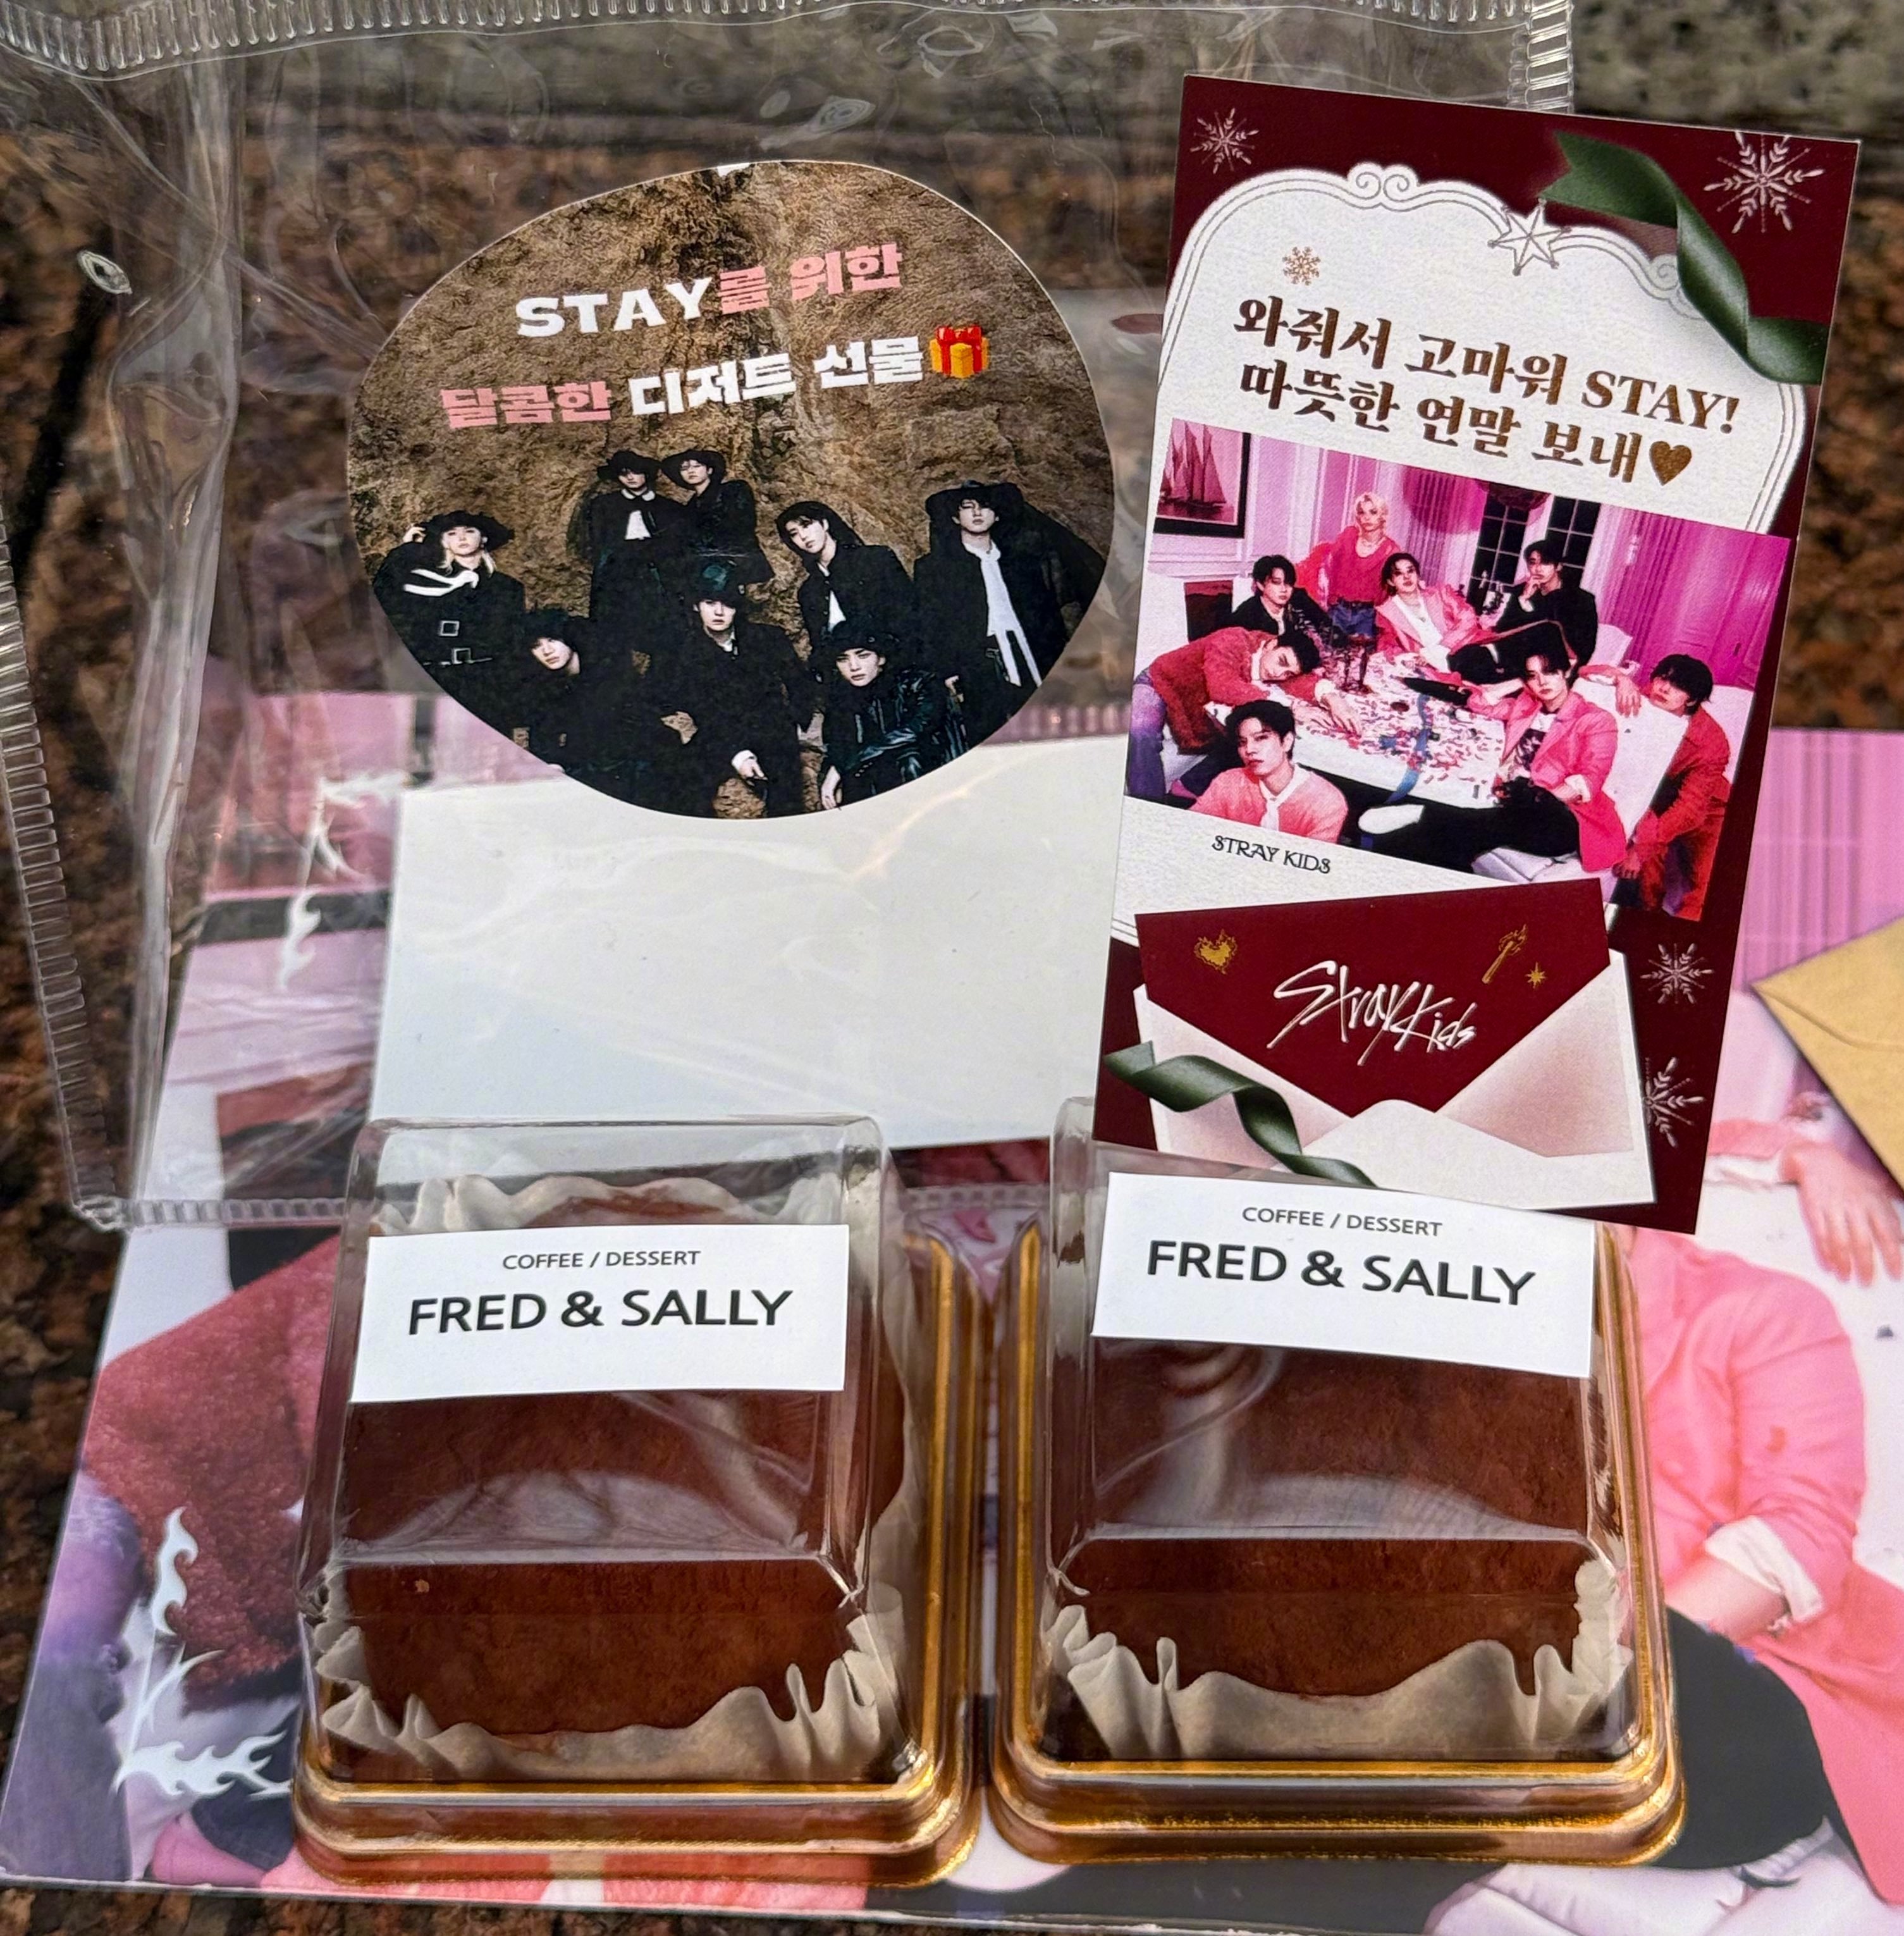 STAY를 위한
달콤한 디저트 선물🎁
와줘서 고마워 STAY!
따뜻한 연말 보내♥
STRAY KIDS
StrayKids
COFFEE / DESSERT
FRED & SALLY
COFFEE / DESSERT
FRED & SALLY